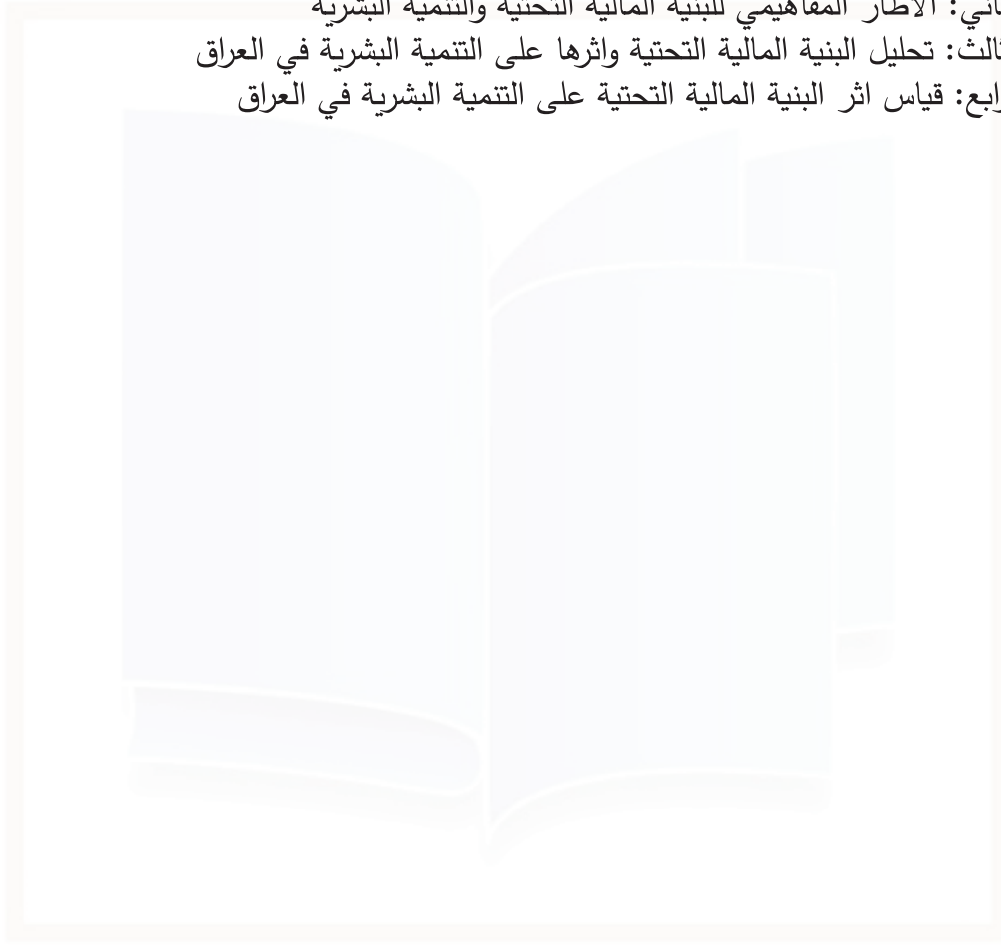 اني: الاطار المفاهيمي للبنية المالية التحتية والتنمية البشرية
الث: تحليل البنية المالية التحتية واثرها على التنمية البشرية في العراق
رابع: قياس اثر البنية المالية التحتية على التنمية البشرية في العراق